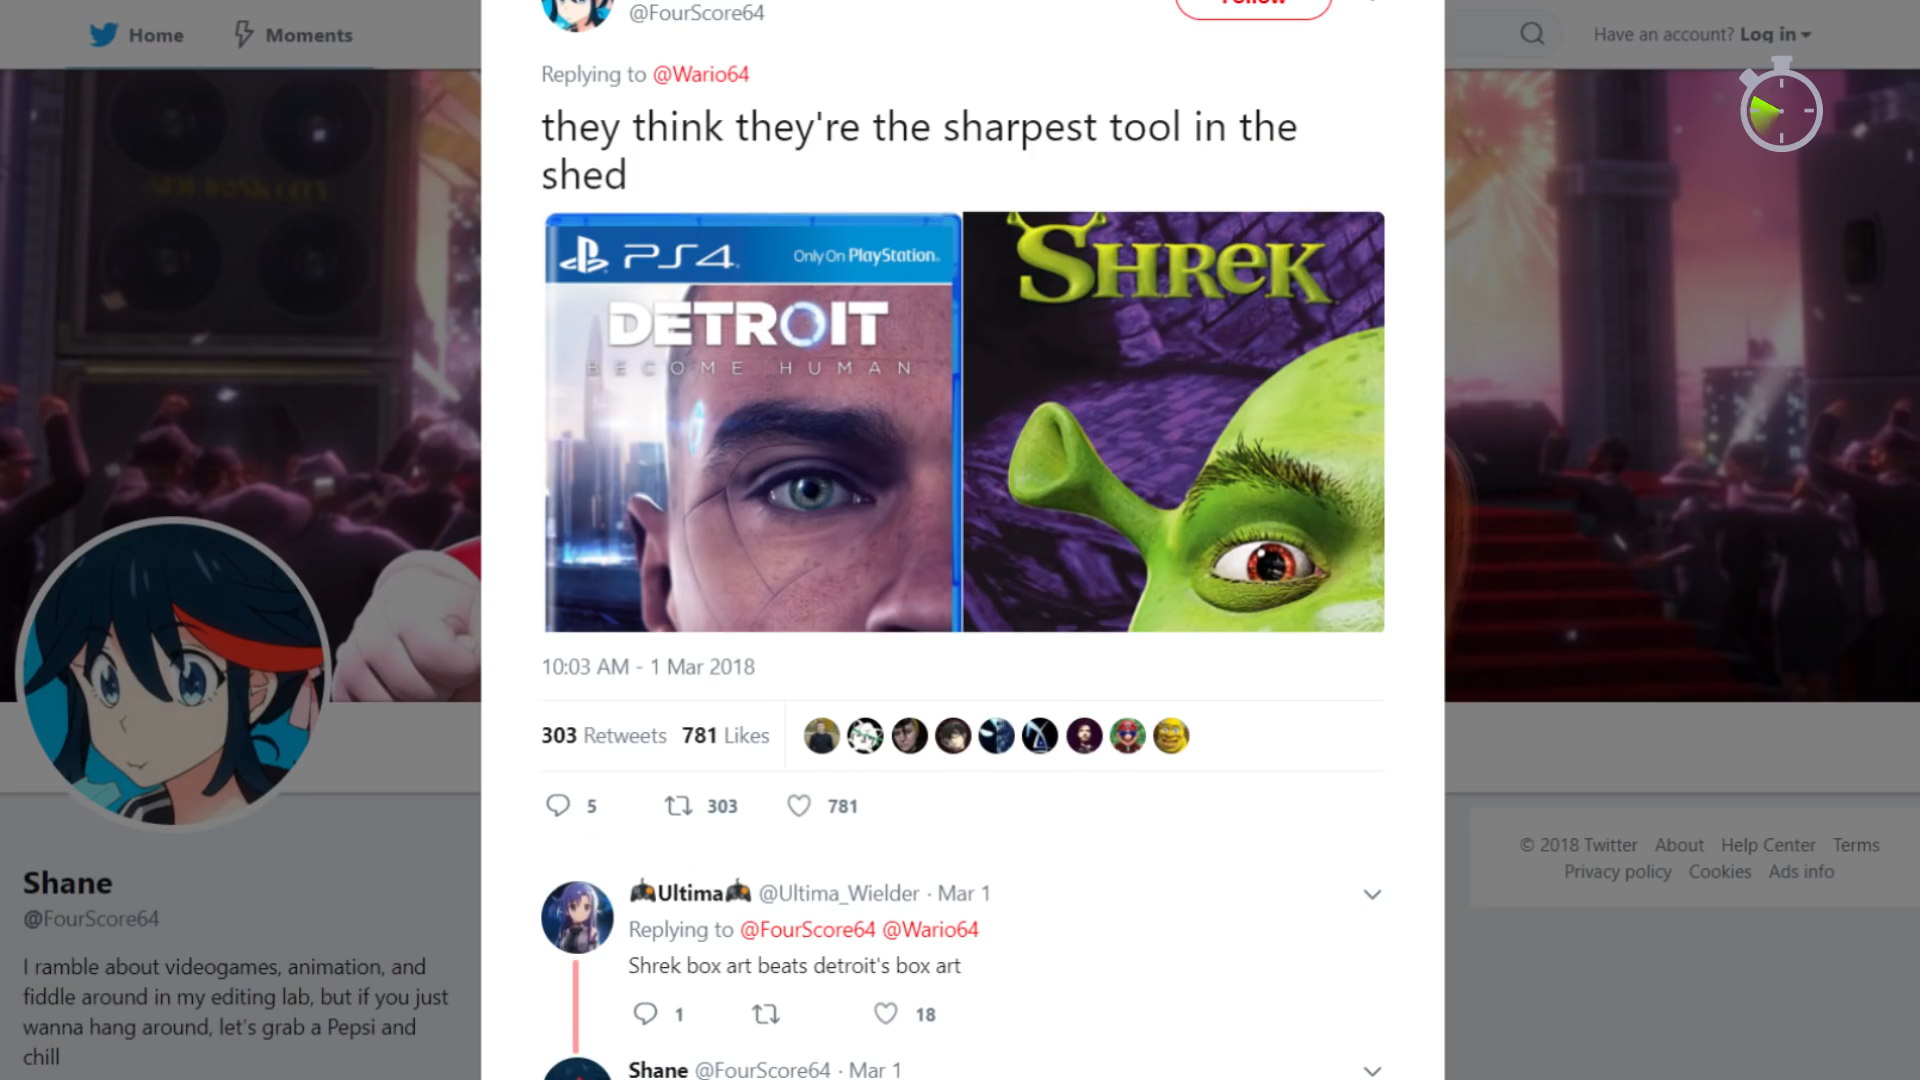 Home
Moments
@FourScore64
Follow
Have an account? Log in
Replying to @Wario64
they think they're the sharpest tool in the
shed
PS4
Only On PlayStation
DETROIT
BECOME HUMAN
SHREK
NEW DONK CITY
10:03 AM - 1 Mar 2018
303 Retweets 781 Likes
5 303 781
Ultima @Ultima_Wielder · Mar 1
Replying to @FourScore64 @Wario64
Shrek box art beats detroit's box art
1 18
Shane @FourScore64 · Mar 1
Shane
@FourScore64
I ramble about videogames, animation, and
fiddle around in my editing lab, but if you just
wanna hang around, let's grab a Pepsi and
chill
© 2018 Twitter About Help Center Terms
Privacy policy Cookies Ads info